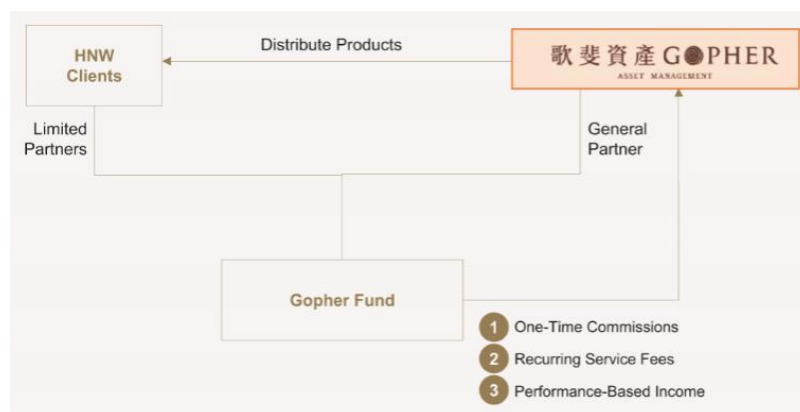 HNW
Clients
Distribute Products
歌斐資產 GOPHER
ASSET MANAGEMENT
Limited
Partners
General
Partner
Gopher Fund
1 One-Time Commissions
2 Recurring Service Fees
3 Performance-Based Income